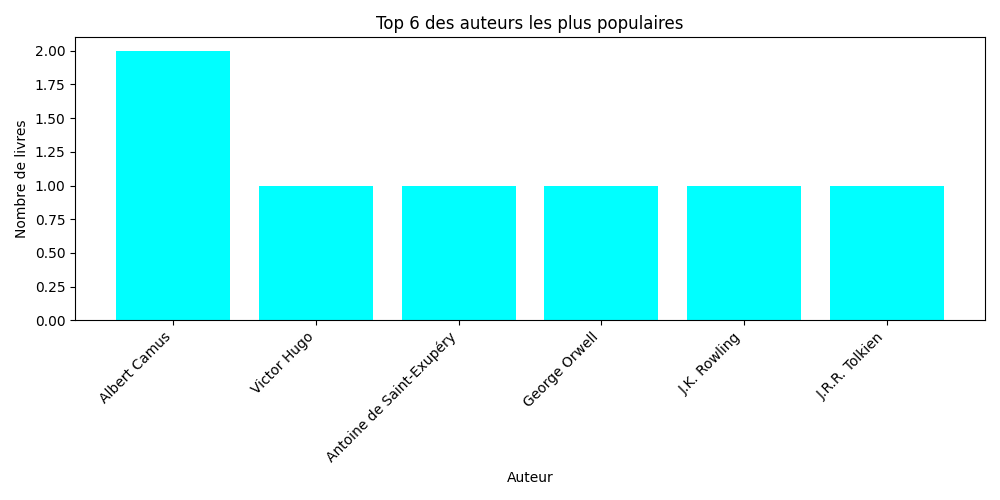 Top 6 des auteurs les plus populaires
Nombre de livres
2.00
1.75
1.50
1.25
1.00
0.75
0.50
0.25
0.00
Albert Camus
Victor Hugo
Antoine de Saint-Exupéry
George Orwell
J.K. Rowling
J.R.R. Tolkien
Auteur